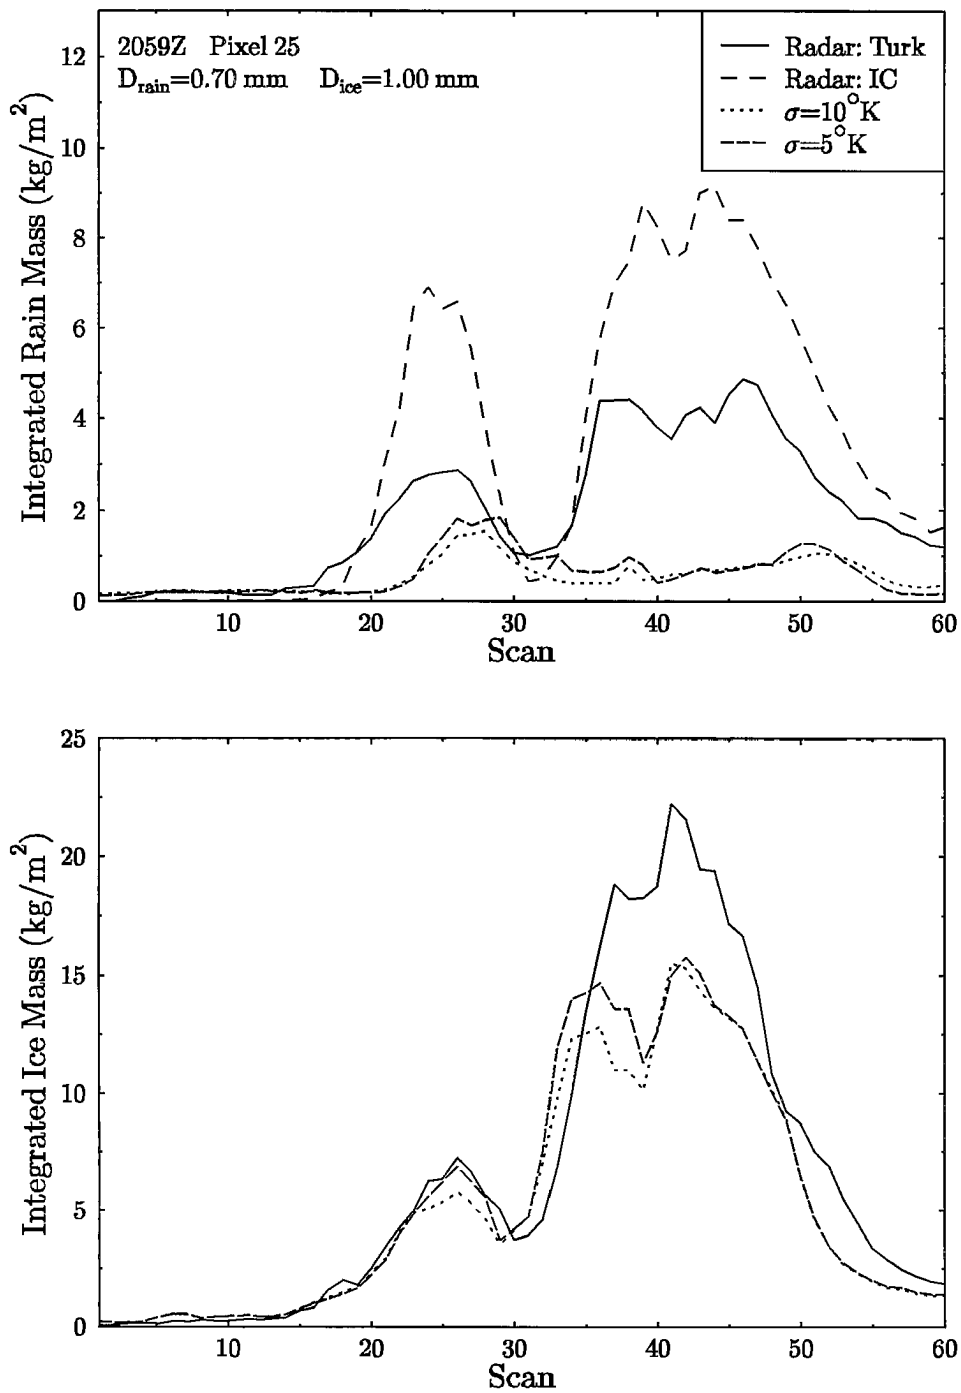 2059Z Pixel 25
D_rain=0.70 mm D_ice=1.00 mm
Radar: Turk
Radar: IC
σ=10°K
σ=5°K
Integrated Rain Mass (kg/m²)
12
10
8
6
4
2
0
10 20 30 40 50 60
Scan
Integrated Ice Mass (kg/m²)
25
20
15
10
5
0
10 20 30 40 50 60
Scan